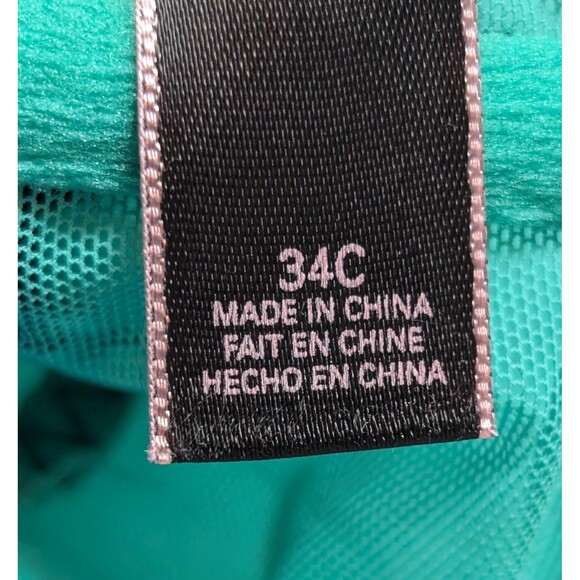 34C
MADE IN CHINA
FAIT EN CHINE
HECHO EN CHINA